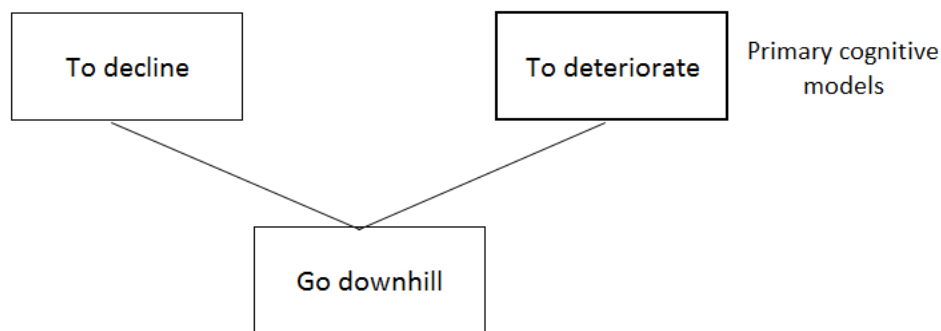 To decline
To deteriorate
Primary cognitive
models
Go downhill